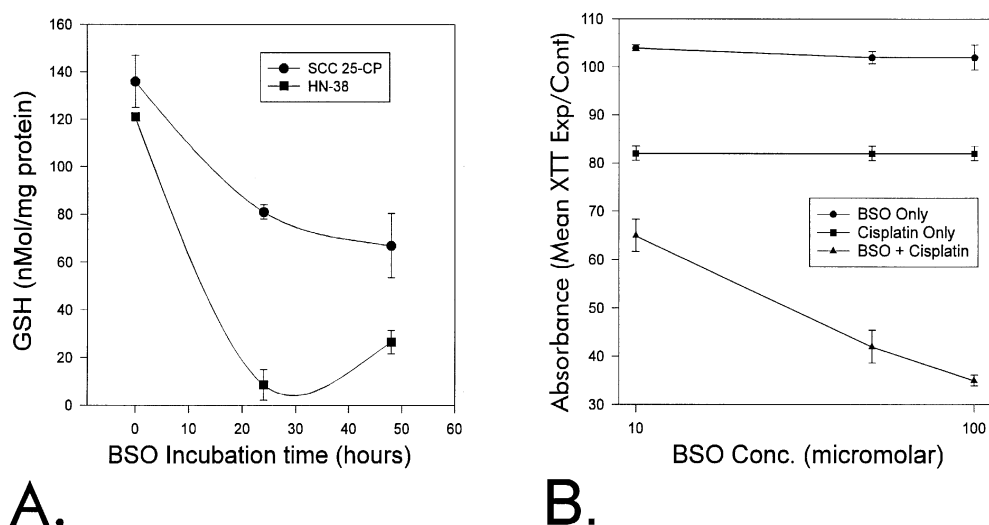 160
140
120
100
80
60
40
20
0
GSH (nMol/mg protein)
SCC 25-CP
HN-38
0 10 20 30 40 50 60
BSO Incubation time (hours)
A.
110
100
90
80
70
60
50
40
30
Absorbance (Mean XTT Exp/Cont)
BSO Only
Cisplatin Only
BSO + Cisplatin
10 100
BSO Conc. (micromolar)
B.